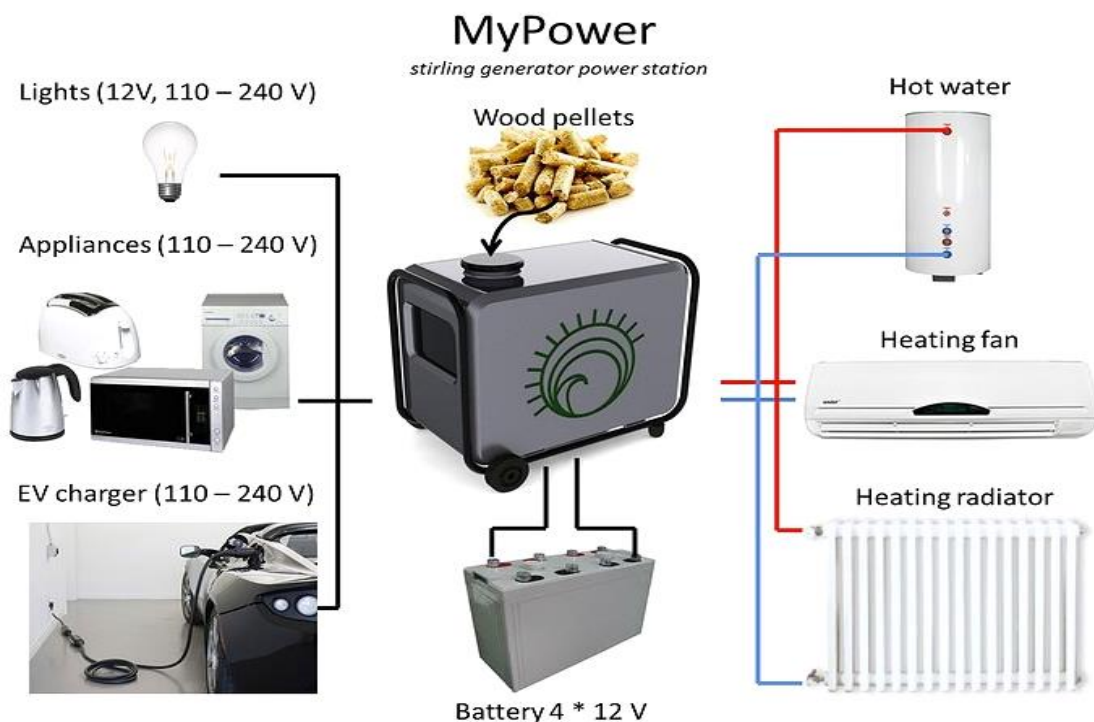 MyPower
stirling generator power station
Lights (12V, 110 – 240 V)
Wood pellets
Hot water
Appliances (110 – 240 V)
Heating fan
EV charger (110 – 240 V)
Heating radiator
Battery 4 * 12 V